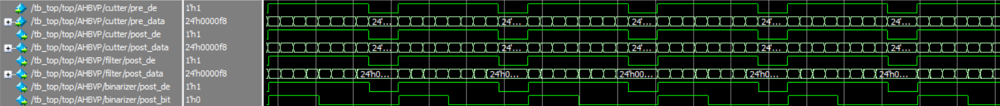 /tb_top/top/AHBVP/cutter/pre_de 1'h1
/tb_top/top/AHBVP/cutter/pre_data 24'h0000f8 24'... 24'... 24'... 24'... 24'...
/tb_top/top/AHBVP/cutter/post_de 1'h1
/tb_top/top/AHBVP/cutter/post_data 24'h0000f8 24'... 24'... 24'... 24'... 24'...
/tb_top/top/AHBVP/filter/post_de 1'h1
/tb_top/top/AHBVP/filter/post_data 24'h0000f8 24'h0... 24'h0... 24'h00... 24'h0... 24'h0...
/tb_top/top/AHBVP/binarizer/post_de 1'h1
/tb_top/top/AHBVP/binarizer/post_bit 1'h0